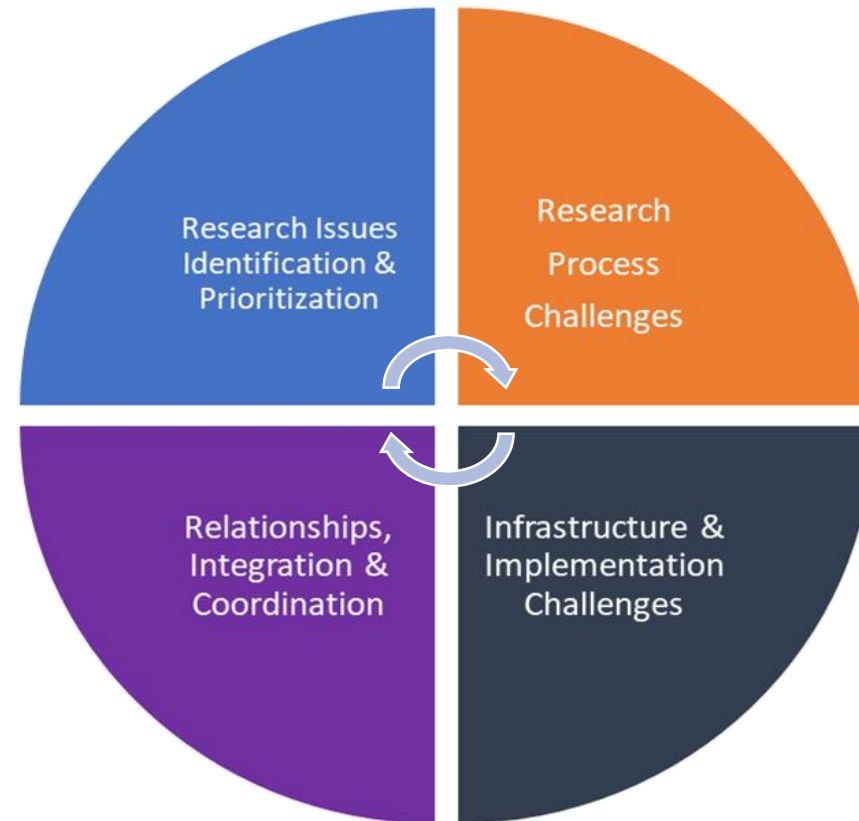 Research Issues
Identification &
Prioritization
Research
Process
Challenges
Relationships,
Integration &
Coordination
Infrastructure &
Implementation
Challenges